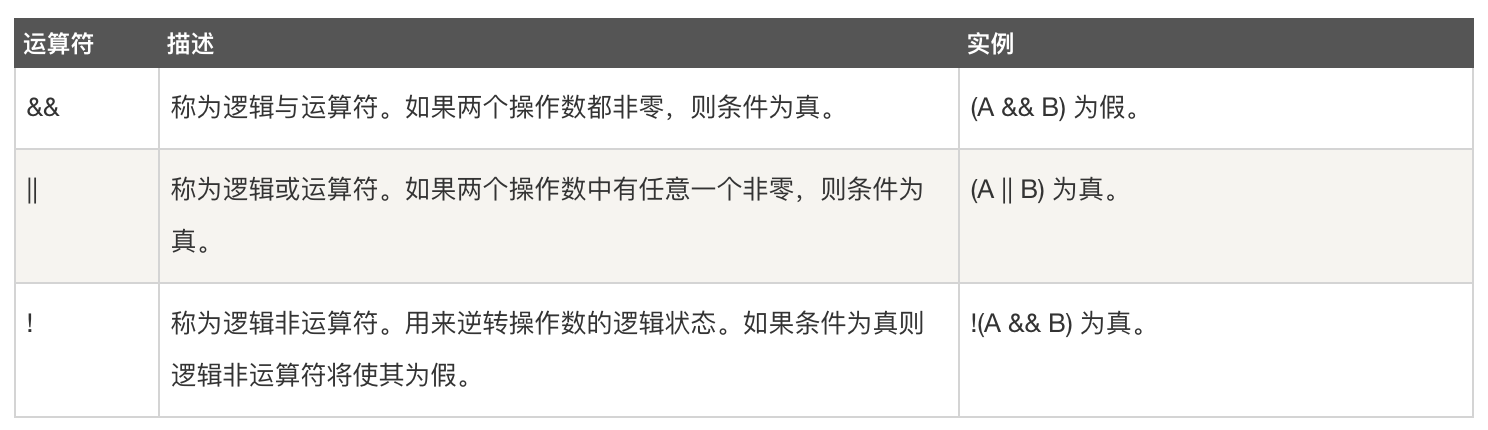 运算符 描述 实例
&& 称为逻辑与运算符。如果两个操作数都非零，则条件为真。 (A && B) 为假。
|| 称为逻辑或运算符。如果两个操作数中有任意一个非零，则条件为 (A || B) 为真。
真。
! 称为逻辑非运算符。用来逆转操作数的逻辑状态。如果条件为真则 !(A && B) 为真。
逻辑非运算符将使其为假。